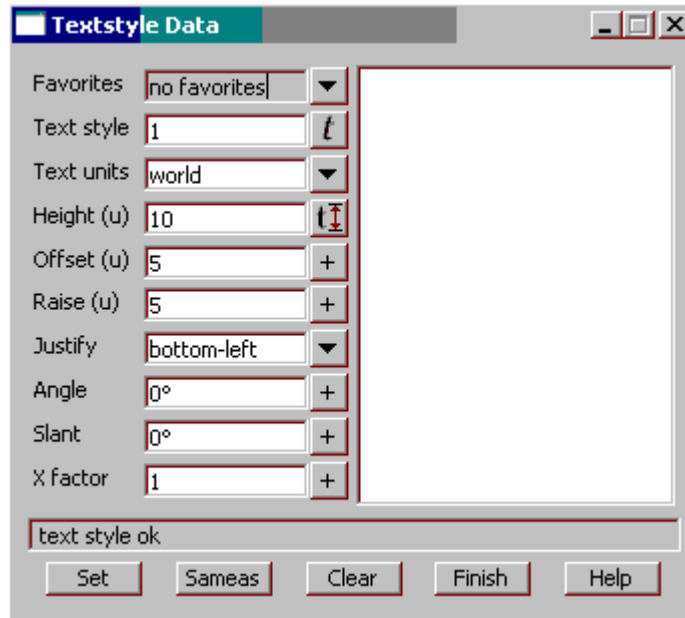 Textstyle Data
Favorites no favorites
Text style 1 t
Text units world
Height (u) 10 t
Offset (u) 5 +
Raise (u) 5 +
Justify bottom-left
Angle 0° +
Slant 0° +
X factor 1 +
text style ok
Set Sameas Clear Finish Help